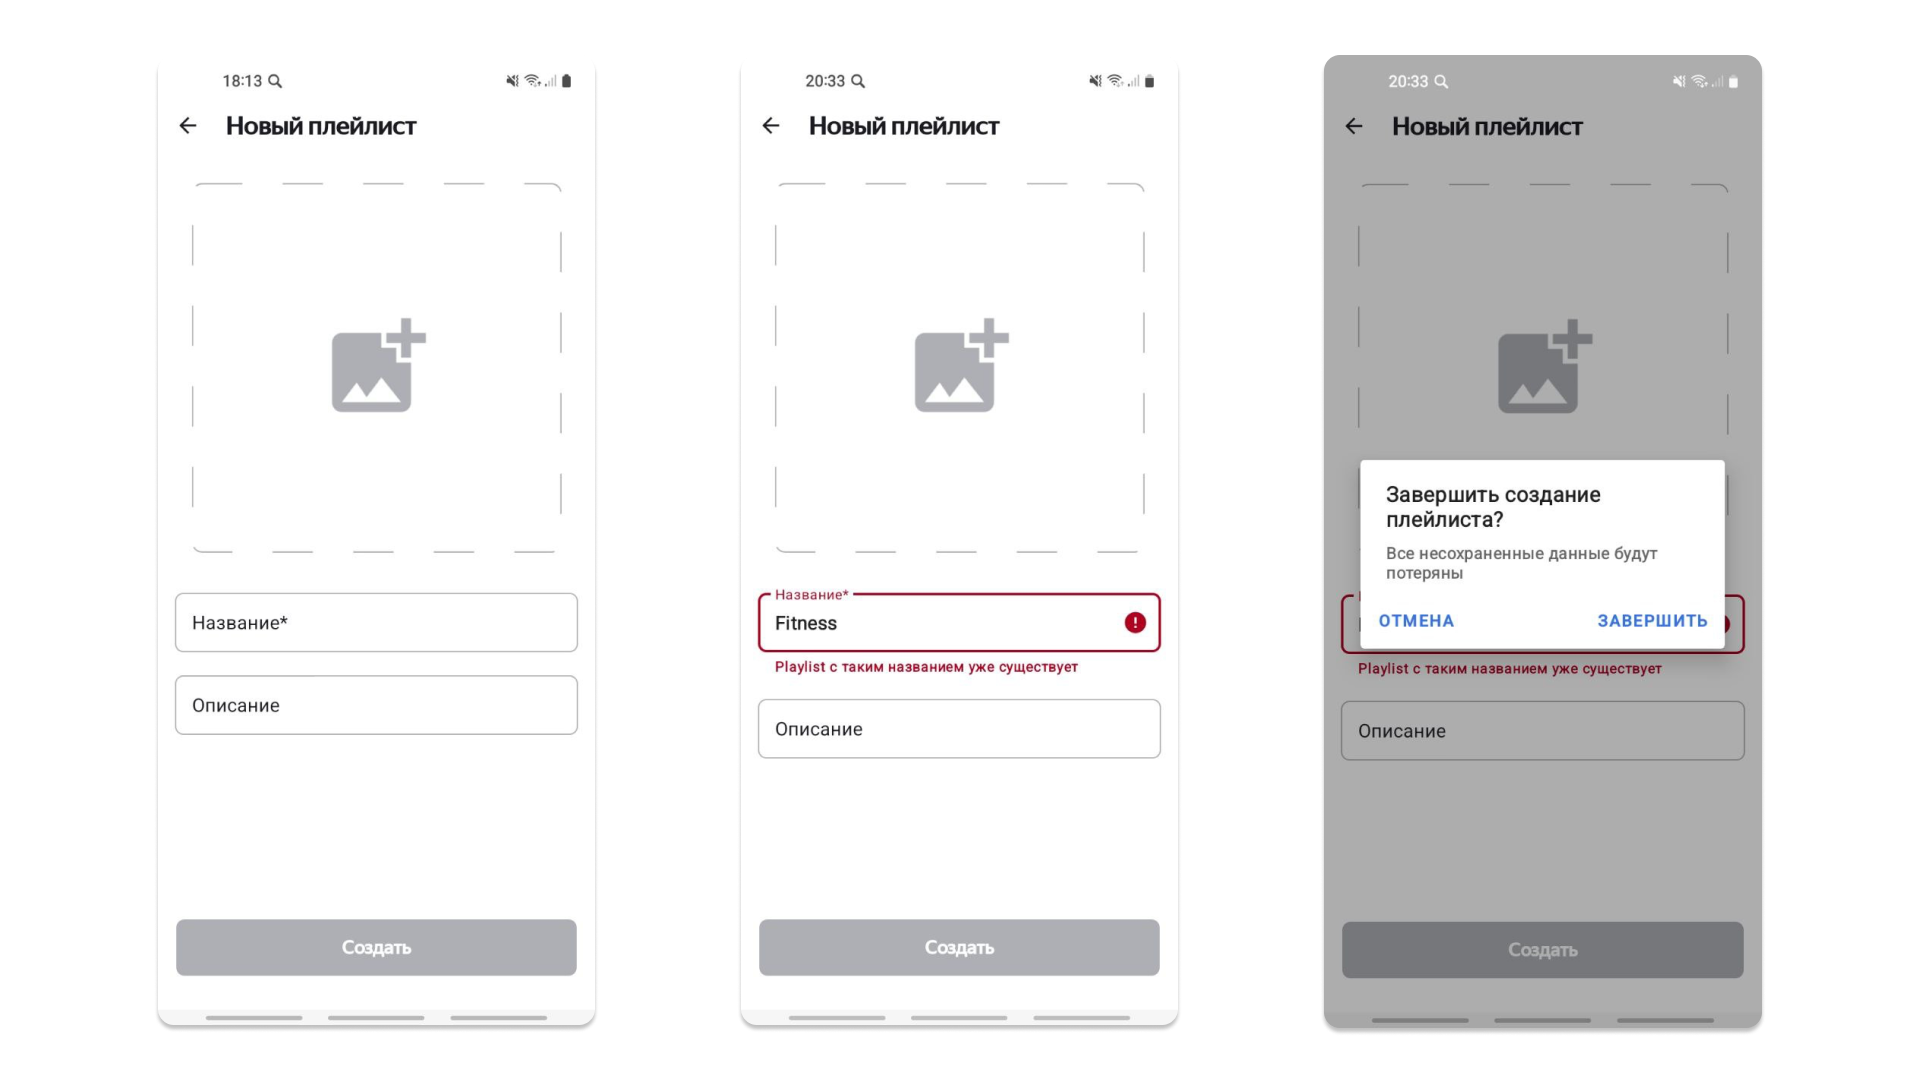 18:13
Новый плейлист
Название*
Описание
Создать
20:33
Новый плейлист
Название*
Fitness
Playlist с таким названием уже существует
Описание
Создать
20:33
Новый плейлист
Завершить создание
плейлиста?
Все несохраненные данные будут
потеряны
ОТМЕНА
ЗАВЕРШИТЬ
Playlist с таким названием уже существует
Описание
Создать